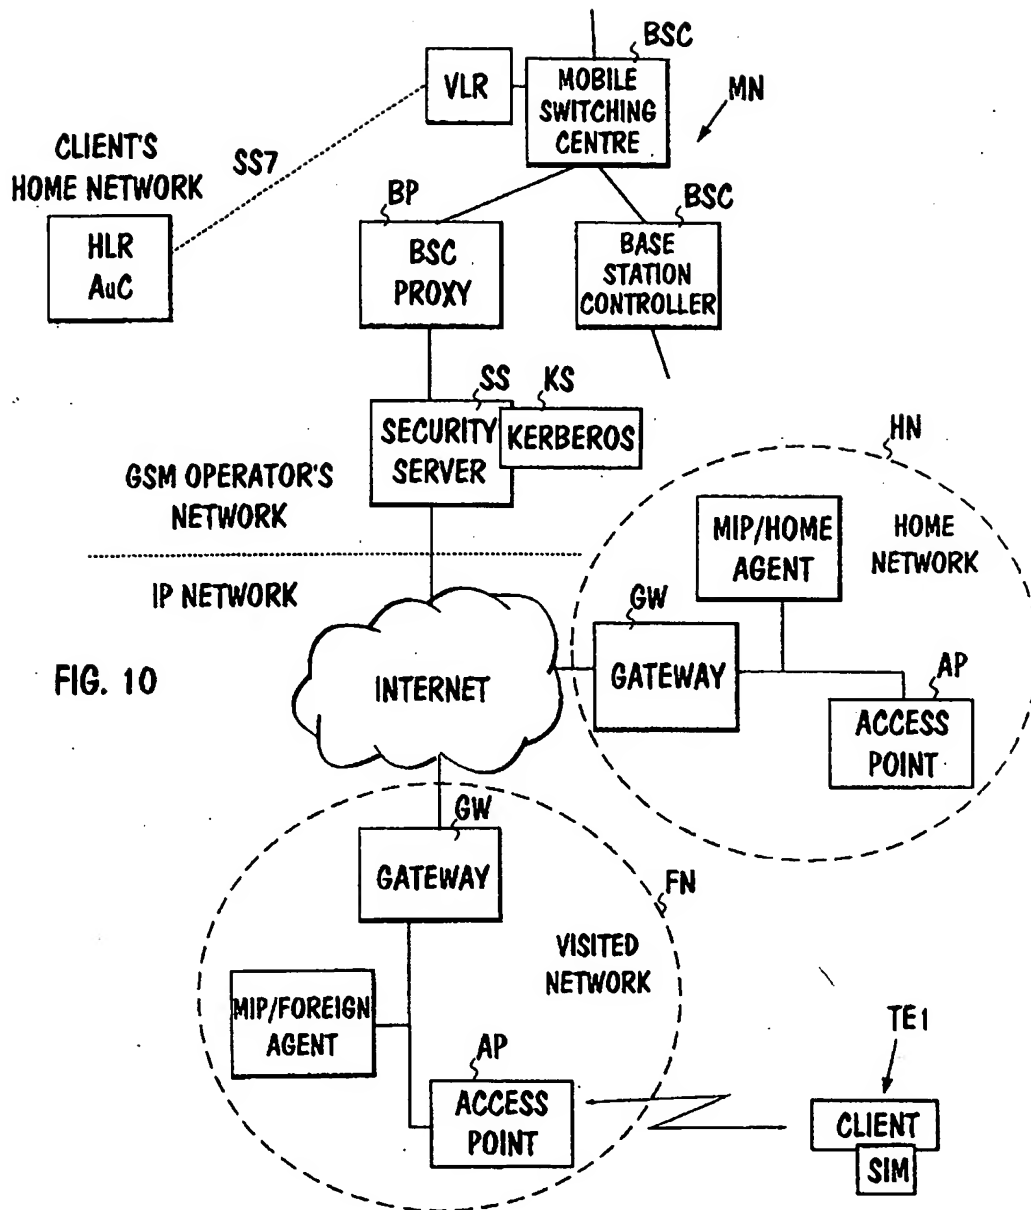 BSC
VLR
MOBILE
SWITCHING
CENTRE
MN
CLIENT'S
HOME NETWORK
SS7
HLR
AuC
BP
BSC
PROXY
BSC
BASE
STATION
CONTROLLER
SS
KS
SECURITY
SERVER
KERBEROS
GSM OPERATOR'S
NETWORK
HN
MIP/HOME
AGENT
HOME
NETWORK
IP NETWORK
GW
GATEWAY
AP
ACCESS
POINT
FIG. 10
INTERNET
GW
GATEWAY
FN
VISITED
NETWORK
MIP/FOREIGN
AGENT
AP
ACCESS
POINT
TE1
CLIENT
SIM